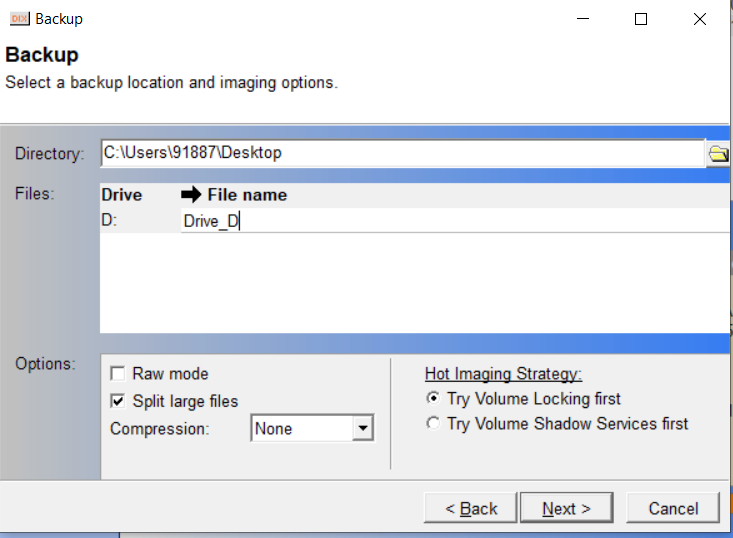 DIX Backup
Backup
Select a backup location and imaging options.
Directory: C:\Users\91887\Desktop
Files: Drive File name
D: Drive_D
Options:
Raw mode
Split large files
Compression: None
Hot Imaging Strategy:
Try Volume Locking first
Try Volume Shadow Services first
< Back Next > Cancel